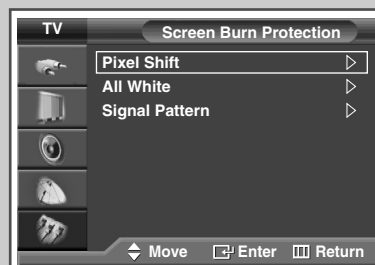 TV
Screen Burn Protection
Pixel Shift
All White
Signal Pattern
Move Enter Return